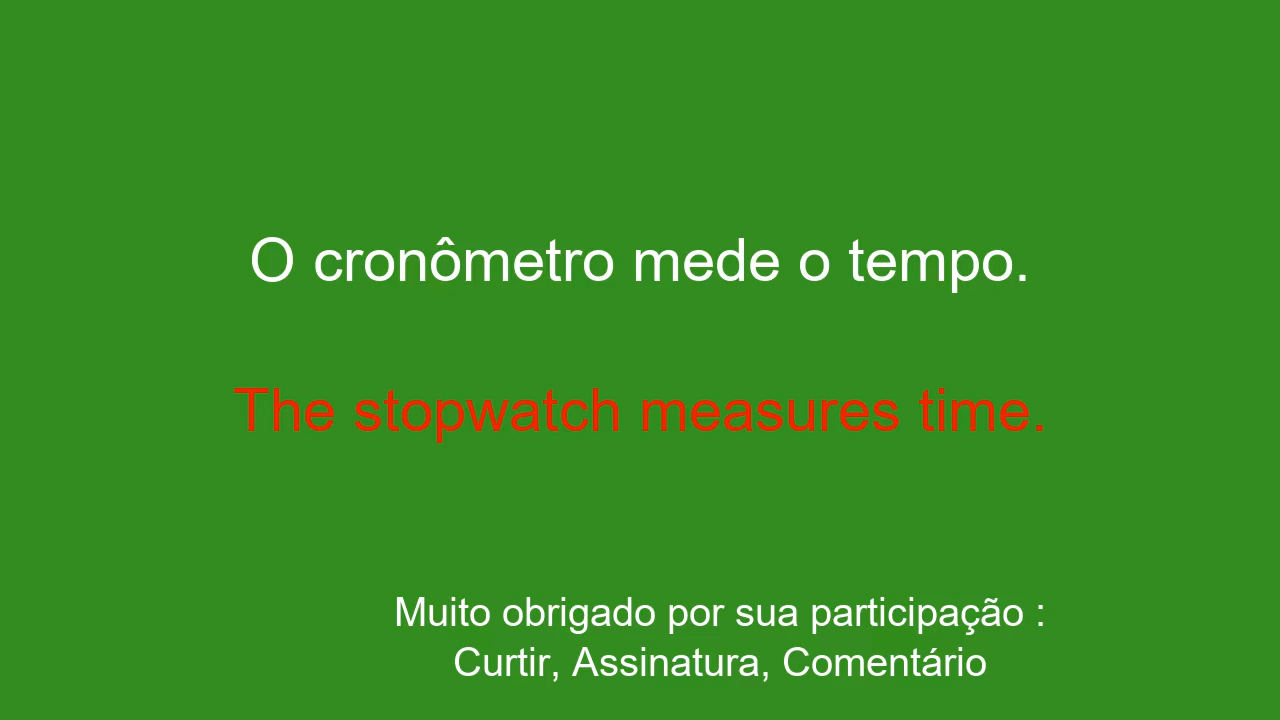 O cronômetro mede o tempo.
The stopwatch measures time.
Muito obrigado por sua participação :
Curtir, Assinatura, Comentário